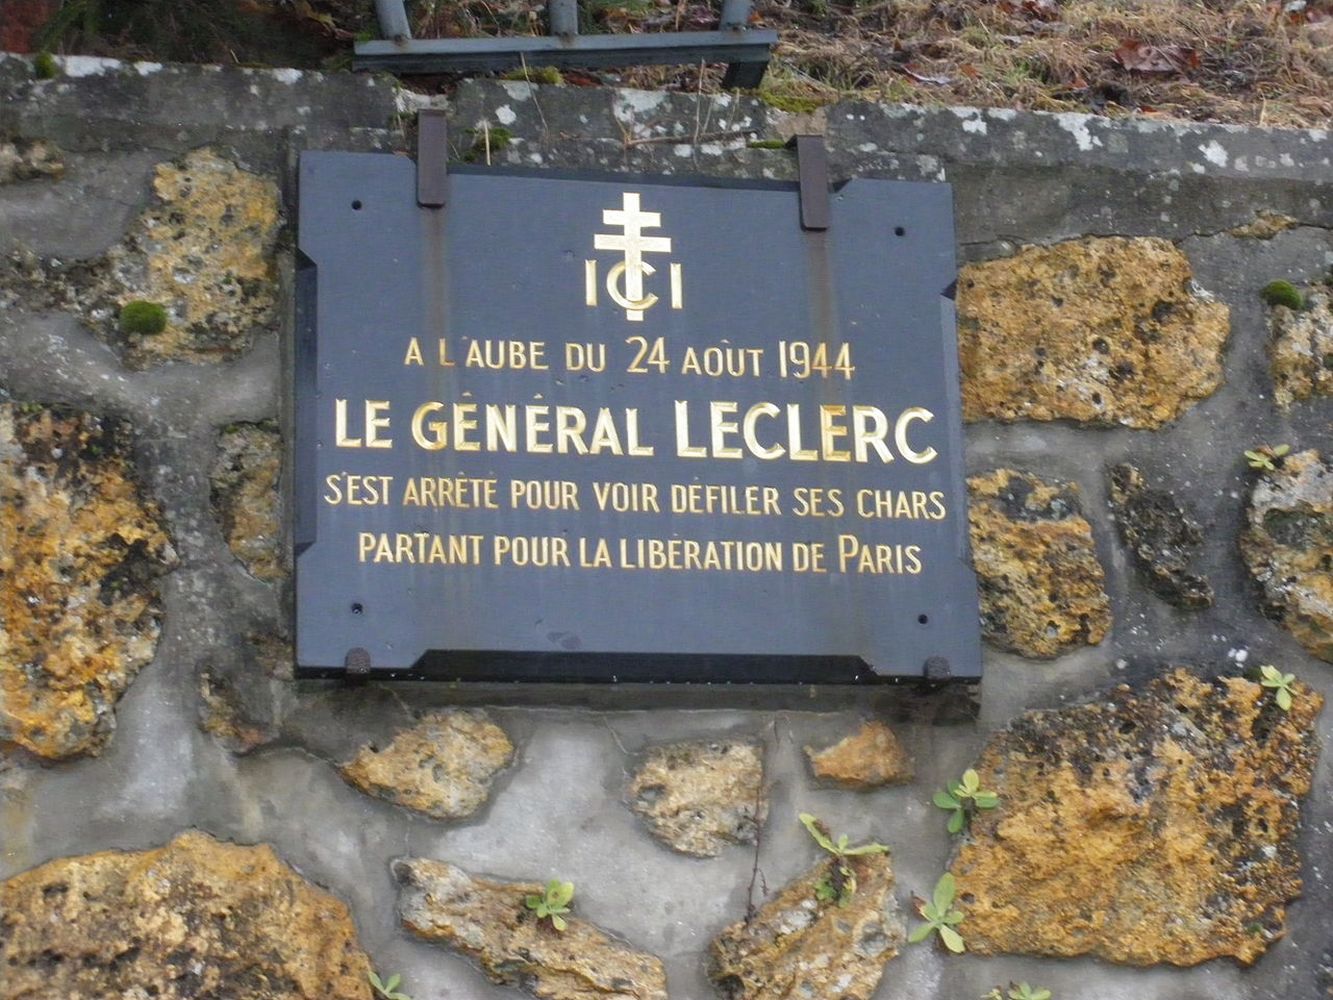 ICI
A L'AUBE DU 24 AOÛT 1944
LE GÉNÉRAL LECLERC
S'EST ARRÊTÉ POUR VOIR DÉFILER SES CHARS
PARTANT POUR LA LIBÉRATION DE PARIS